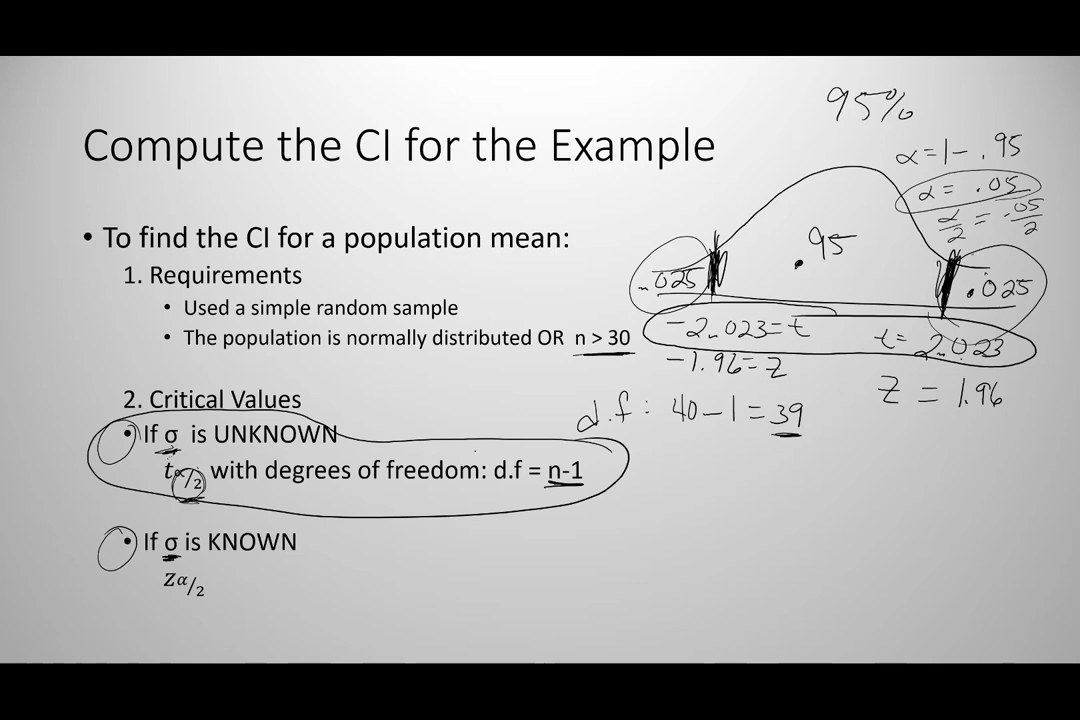 95%
Compute the CI for the Example
α = 1 - .95
α = .05
α/2 = .05/2
• To find the CI for a population mean:
.95
1. Requirements
.025
.025
• Used a simple random sample
• The population is normally distributed OR n > 30
-2.023 = t
t = 2.023
-1.96 = z
z = 1.96
2. Critical Values
d.f : 40 - 1 = 39
• If σ is UNKNOWN
tα/2 with degrees of freedom: d.f = n-1
• If σ is KNOWN
zα/2